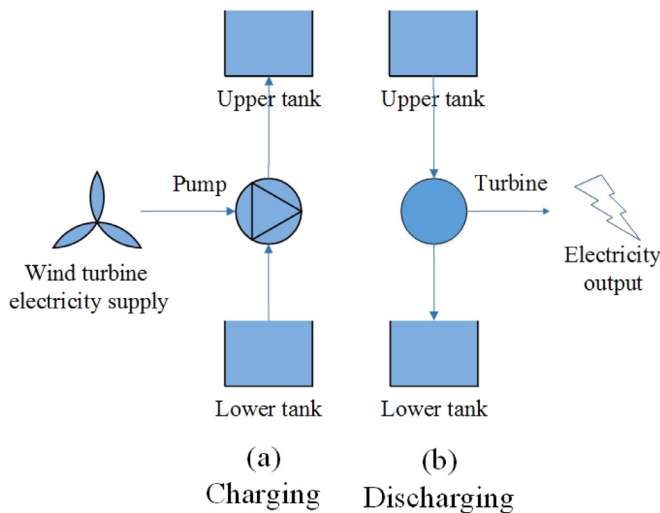 Upper tank
Upper tank
Pump
Turbine
Wind turbine
electricity supply
Electricity
output
Lower tank
Lower tank
(a)
Charging
(b)
Discharging